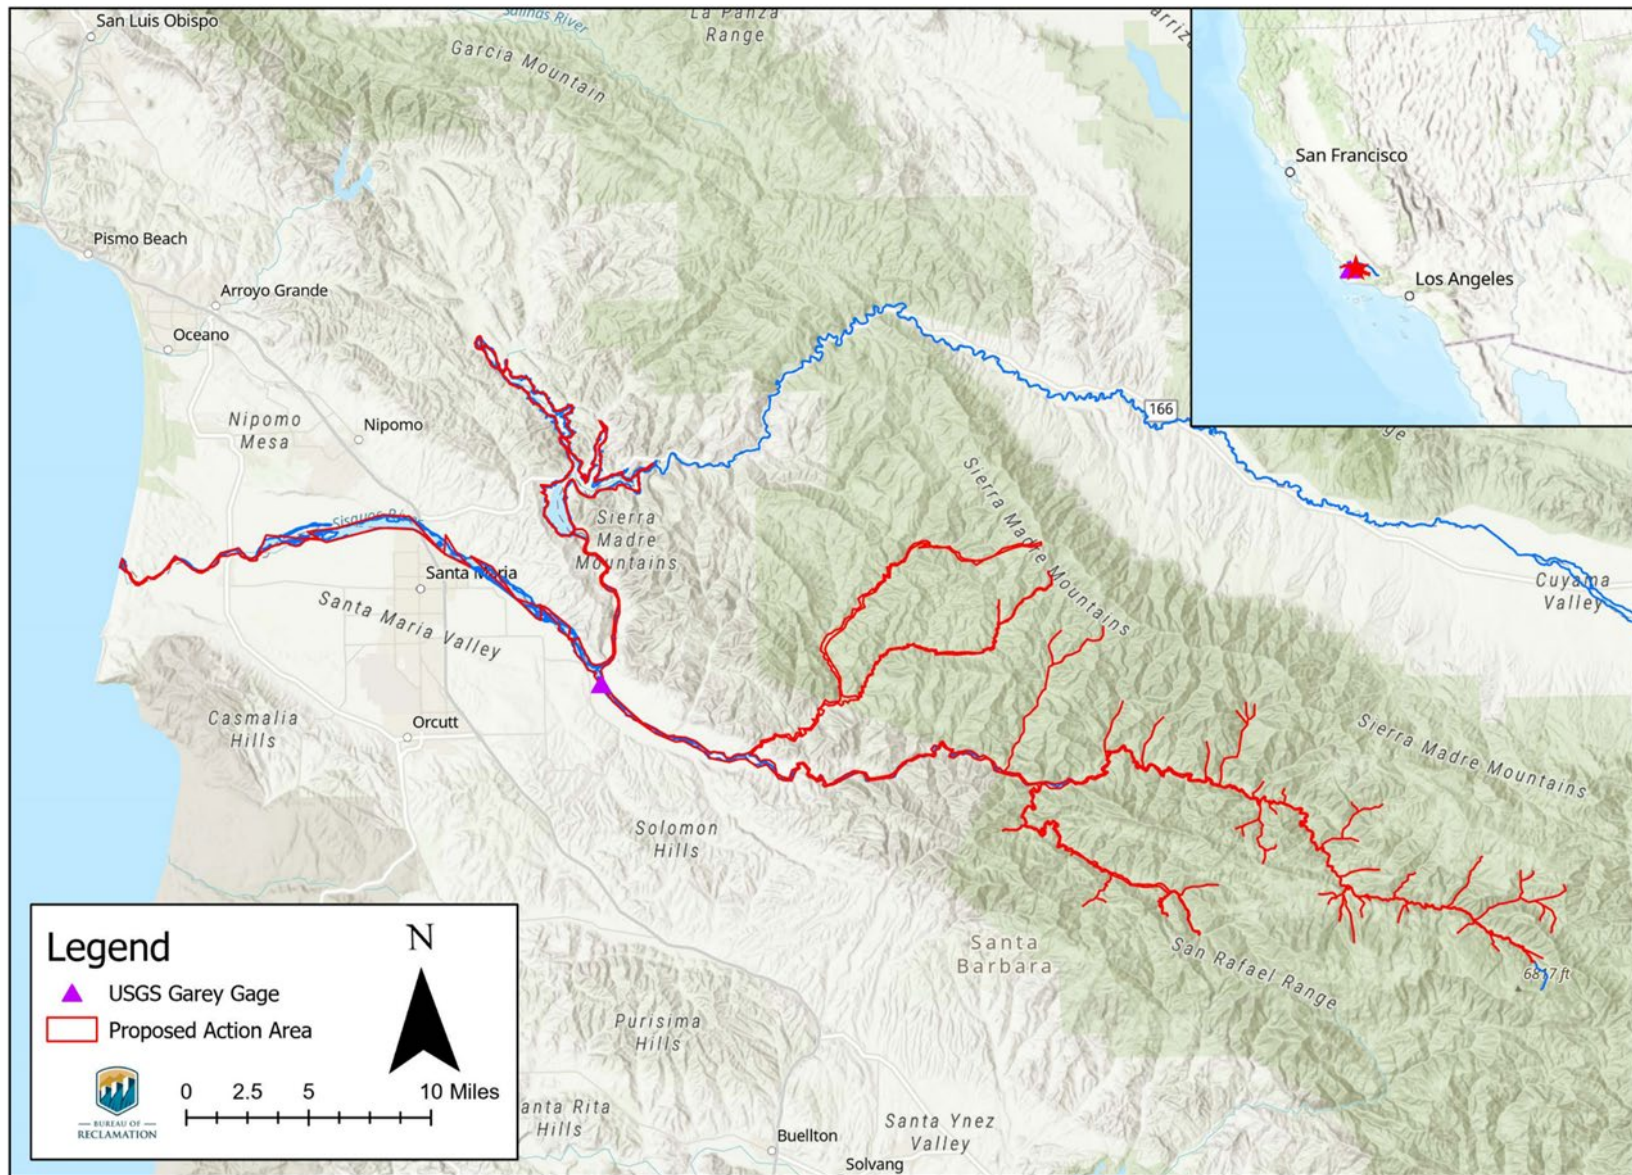 San Luis Obispo
Salinas River
La Panza
Range
Garcia Mountain
San Francisco
Los Angeles
Pismo Beach
Arroyo Grande
Oceano
Nipomo
Mesa
Nipomo
166
Sisquoc River
Sierra
Madre
Mountains
Sierra Madre Mountains
Santa Maria
Santa Maria Valley
Cuyama
Valley
Casmalia
Hills
Orcutt
Sierra Madre Mountains
Solomon
Hills
Santa
Barbara
San Rafael Range
6817 ft
Purisima
Hills
anta Rita
Hills
Santa Ynez
Valley
Buellton
Solvang
Legend
N
USGS Garey Gage
Proposed Action Area
0 2.5 5 10 Miles
BUREAU OF
RECLAMATION